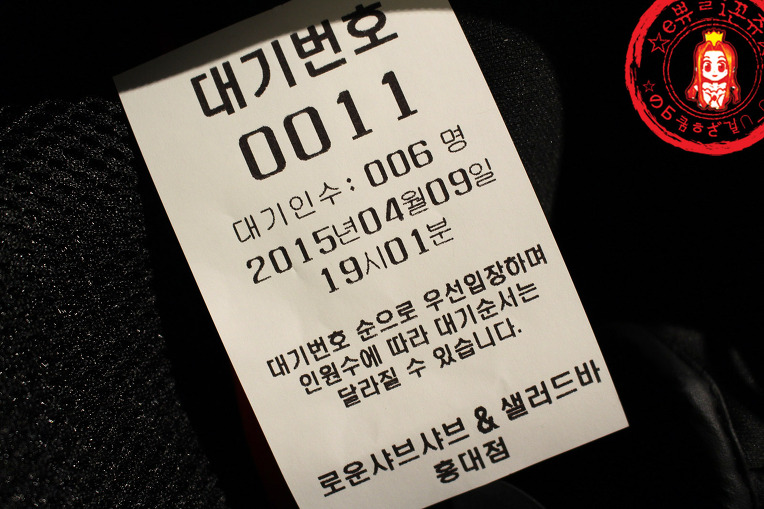 대기번호
0011
대기인수: 006 명
2015년04월09일
19시01분
대기번호 순으로 우선입장하며
인원수에 따라 대기순서는
달라질 수 있습니다.
로운샤브샤브 & 샐러드바
홍대점